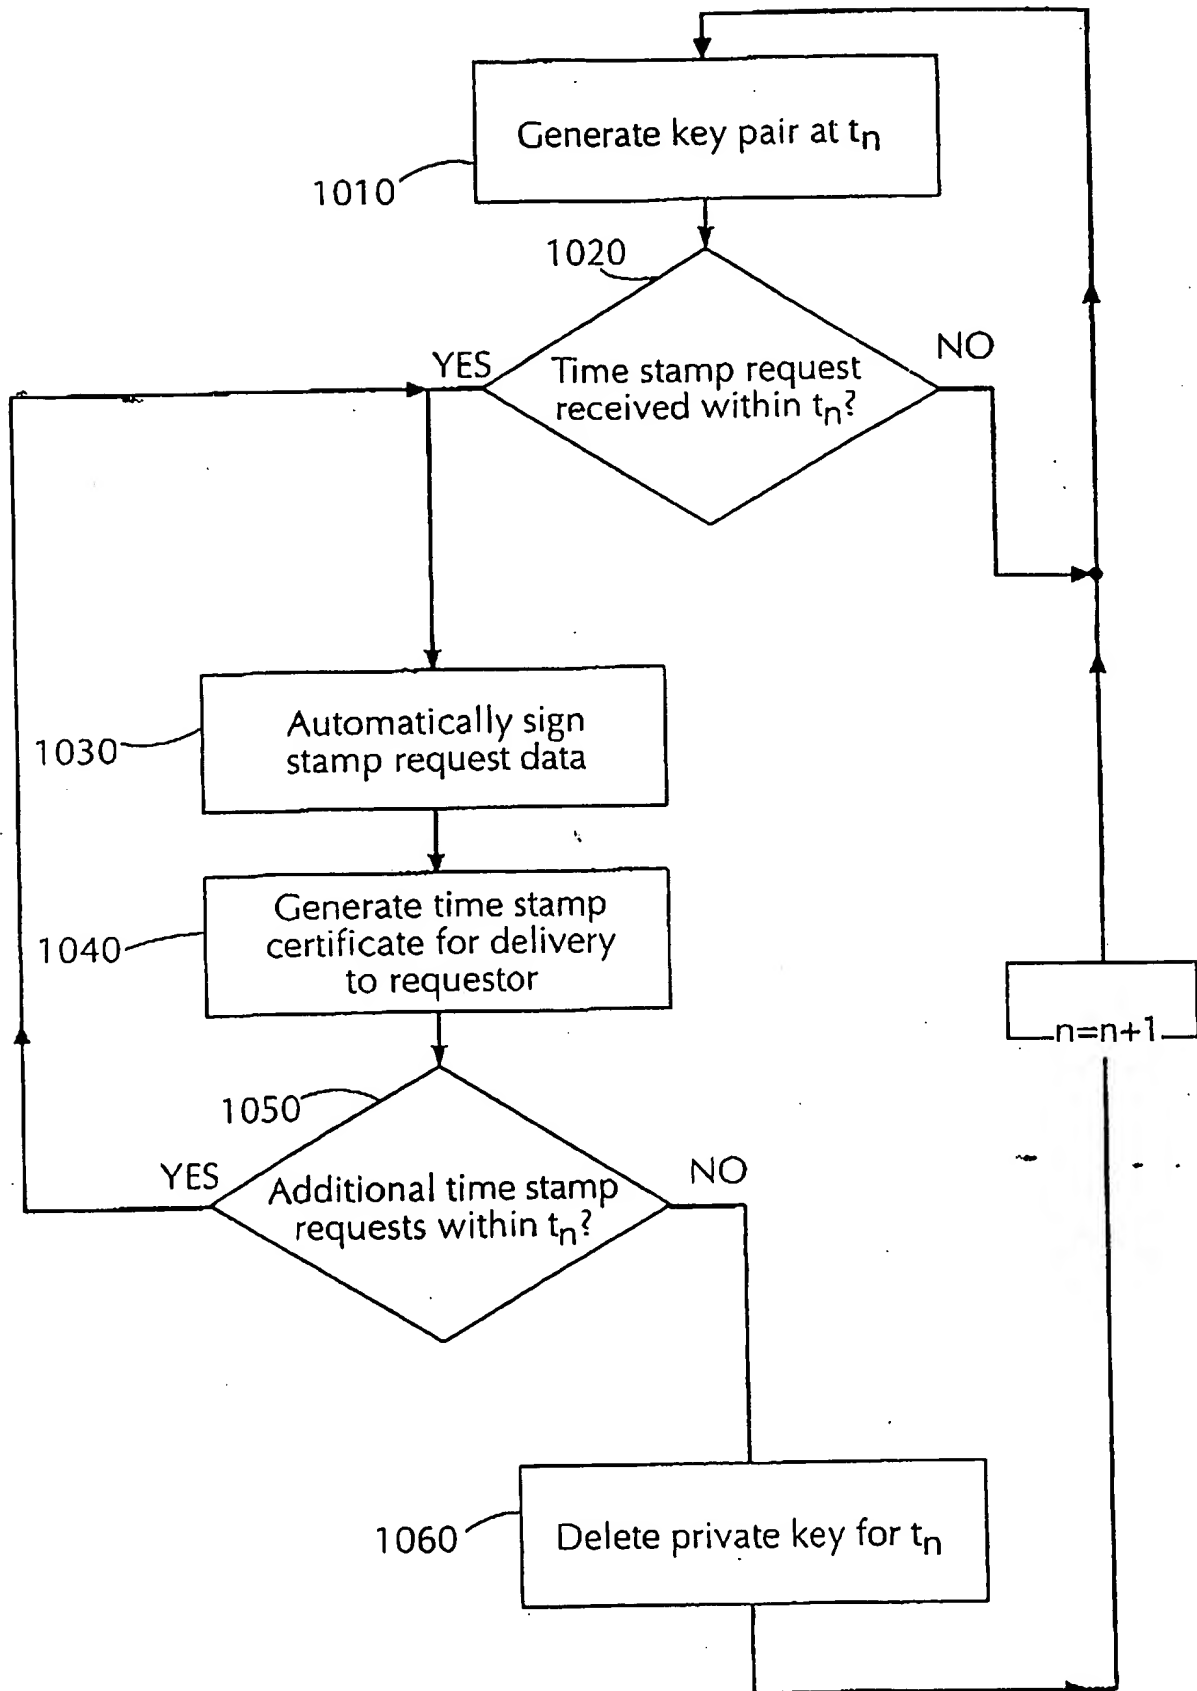 Generate key pair at tn
1010
1020
YES
NO
Time stamp request
received within tn?
Automatically sign
stamp request data
1030
Generate time stamp
certificate for delivery
to requestor
1040
n=n+1
1050
YES
NO
Additional time stamp
requests within tn?
1060
Delete private key for tn